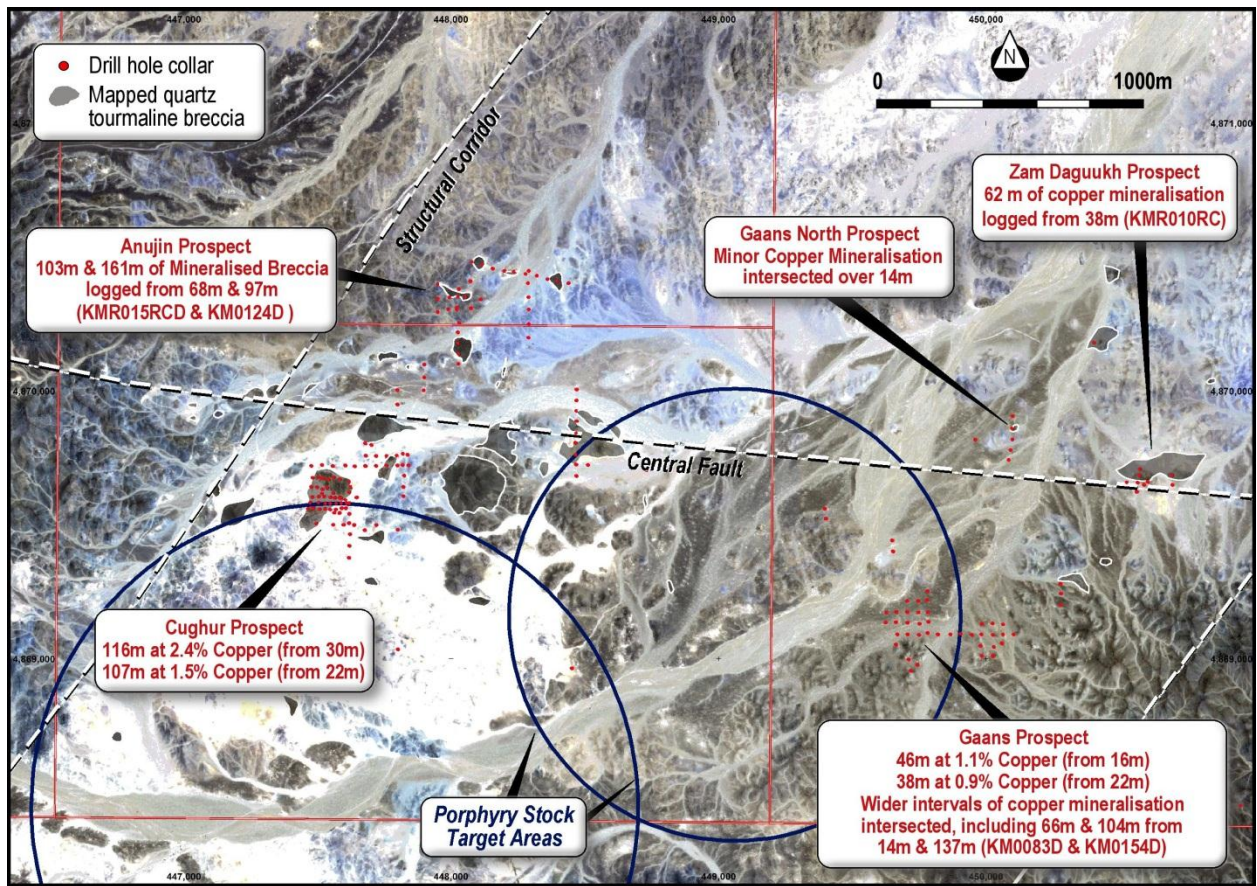 447,000
448,000
449,000
450,000
Drill hole collar
Mapped quartz
tourmaline breccia
N
0
1000m
4,871,000
Structural Corridor
Zam Daguukh Prospect
62 m of copper mineralisation
logged from 38m (KMR010RC)
Gaans North Prospect
Minor Copper Mineralisation
intersected over 14m
Anujin Prospect
103m & 161m of Mineralised Breccia
logged from 68m & 97m
(KMR015RCD & KM0124D )
4,870,000
4,870,000
Central Fault
Cughur Prospect
116m at 2.4% Copper (from 30m)
107m at 1.5% Copper (from 22m)
4,869,000
4,869,000
Gaans Prospect
46m at 1.1% Copper (from 16m)
38m at 0.9% Copper (from 22m)
Wider intervals of copper mineralisation
intersected, including 66m & 104m from
14m & 137m (KM0083D & KM0154D)
Porphyry Stock
Target Areas
447,000
448,000
449,000
450,000